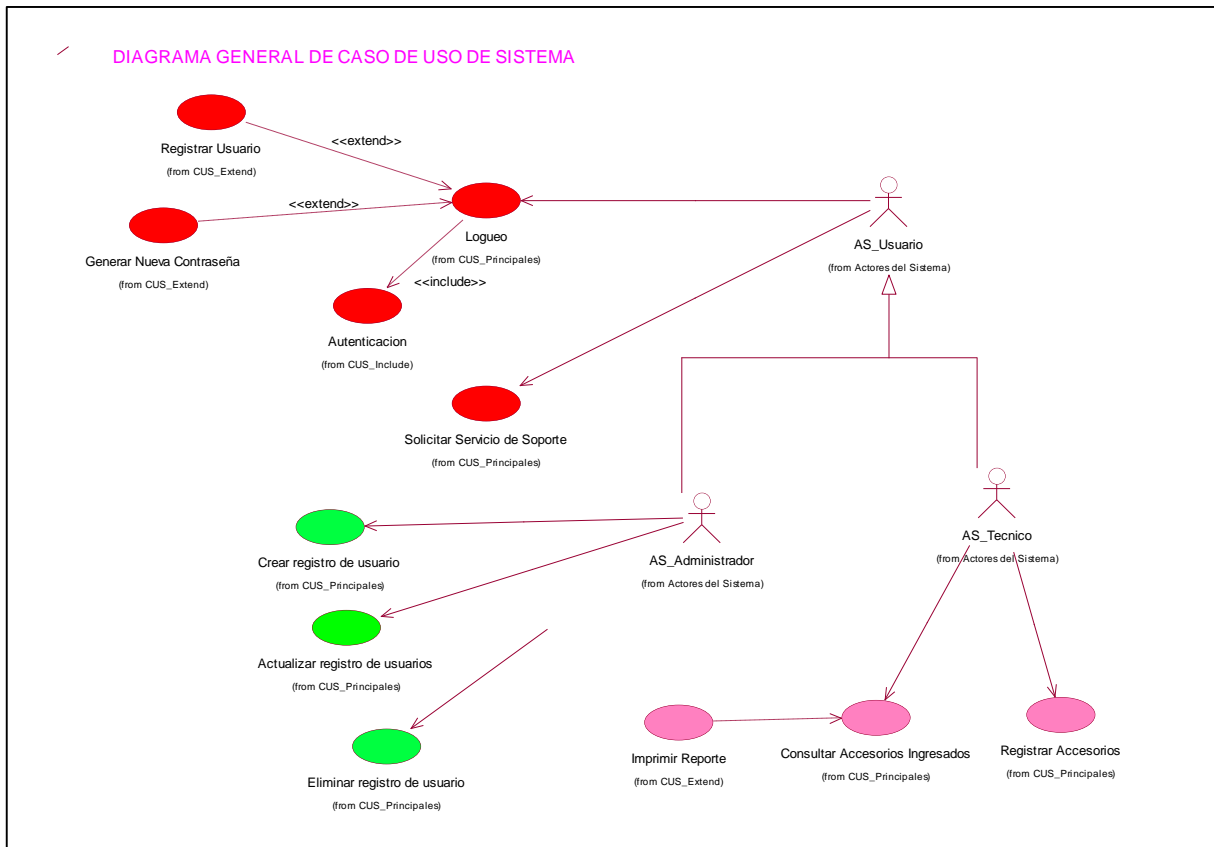 DIAGRAMA GENERAL DE CASO DE USO DE SISTEMA
Registrar Usuario
(from CUS_Extend)
<<extend>>
Generar Nueva Contraseña
(from CUS_Extend)
<<extend>>
Logueo
(from CUS_Principales)
<<include>>
Autenticacion
(from CUS_Include)
AS_Usuario
(from Actores del Sistema)
Solicitar Servicio de Soporte
(from CUS_Principales)
AS_Administrador
(from Actores del Sistema)
AS_Tecnico
(from Actores del Sistema)
Crear registro de usuario
(from CUS_Principales)
Actualizar registro de usuarios
(from CUS_Principales)
Eliminar registro de usuario
(from CUS_Principales)
Imprimir Reporte
(from CUS_Extend)
Consultar Accesorios Ingresados
(from CUS_Principales)
Registrar Accesorios
(from CUS_Principales)